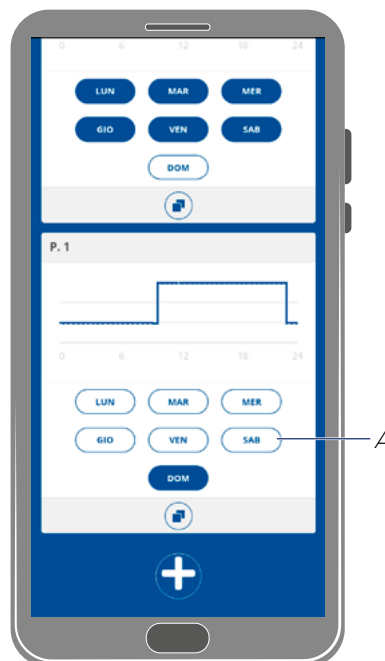 0 6 12 18 24
LUN MAR MER
GIO VEN SAB
DOM
P. 1
0 6 12 18 24
LUN MAR MER
GIO VEN SAB
DOM
A